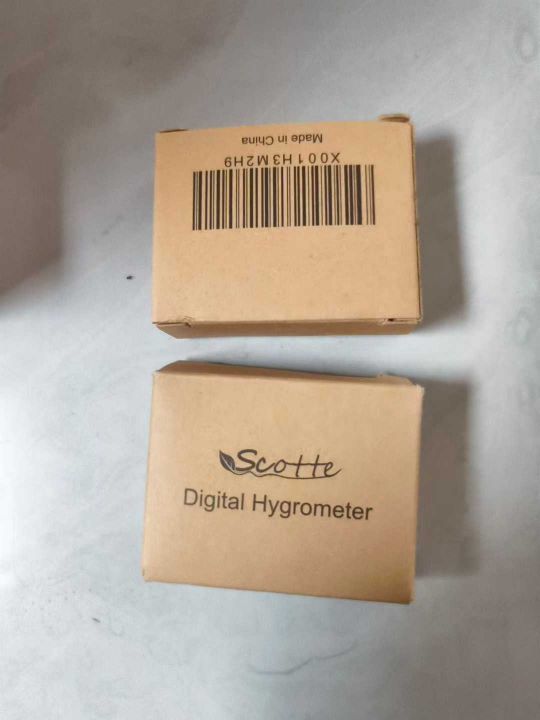 X001H3M2H9
Made in China
Scotte
Digital Hygrometer